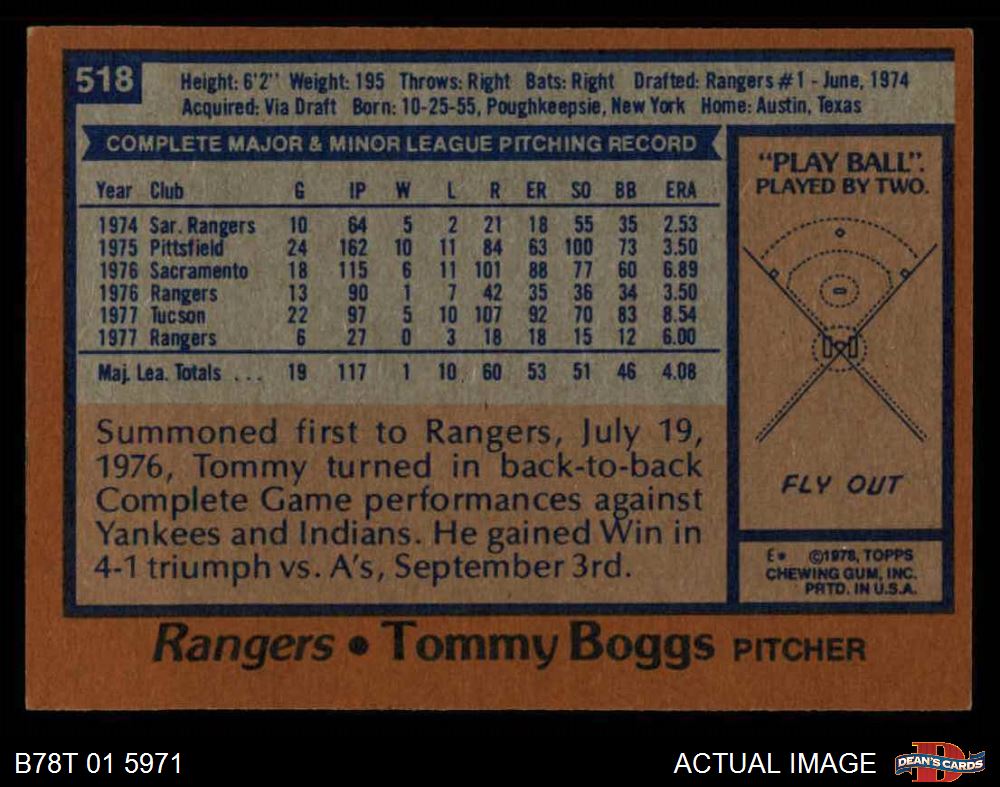 518
Height: 6'2" Weight: 195 Throws: Right Bats: Right Drafted: Rangers #1 - June, 1974
Acquired: Via Draft Born: 10-25-55, Poughkeepsie, New York Home: Austin, Texas
COMPLETE MAJOR & MINOR LEAGUE PITCHING RECORD
Year Club G IP W L R ER SO BB ERA
1974 Sar. Rangers 10 64 5 2 21 18 55 35 2.53
1975 Pittsfield 24 162 10 11 84 63 100 73 3.50
1976 Sacramento 18 115 6 11 101 88 77 60 6.89
1976 Rangers 13 90 1 7 42 35 36 34 3.50
1977 Tucson 22 97 5 10 107 92 70 83 8.54
1977 Rangers 6 27 0 3 18 18 15 12 6.00
Maj. Lea. Totals ... 19 117 1 10 60 53 51 46 4.08
Summoned first to Rangers, July 19,
1976, Tommy turned in back-to-back
Complete Game performances against
Yankees and Indians. He gained Win in
4-1 triumph vs. A's, September 3rd.
"PLAY BALL":
PLAYED BY TWO.
FLY OUT
E* ©1978, TOPPS
CHEWING GUM, INC.
PRTD. IN U.S.A.
Rangers • Tommy Boggs PITCHER
B78T 01 5971
ACTUAL IMAGE
DEAN'S CARDS